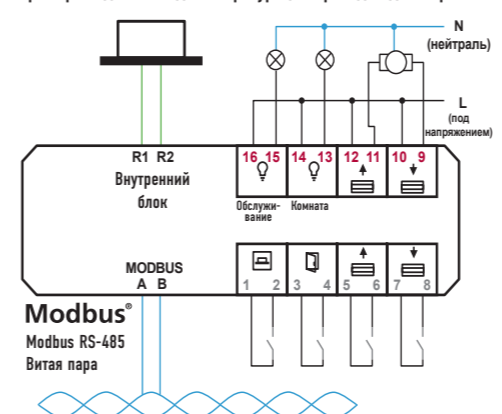 N
(нейтраль)
L
(под
напряжением)
R1 R2
Внутренний
блок
16 15 14 13 12 11 10 9
Обслужи-
вание
Комната
MODBUS
A B
1 2 3 4 5 6 7 8
Modbus®
Modbus RS-485
Витая пара